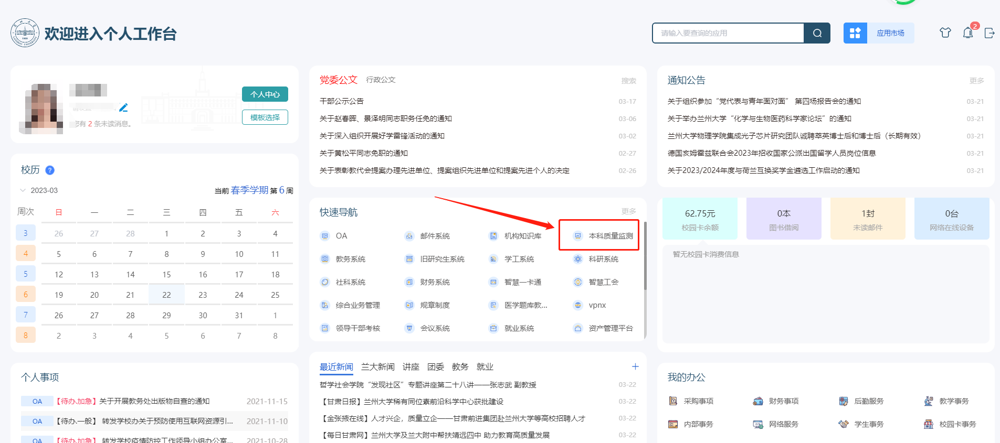 欢迎进入个人工作台
请输入要查询的应用
应用市场
2
个人中心
模板选择
您有 2 条未读消息。
校历 ?
2023-03
当前 春季学期 第 6 周
周次 日 一 二 三 四 五 六
3 26 27 28 1 2 3 4
4 5 6 7 8 9 10 11
5 12 13 14 15 16 17 18
6 19 20 21 22 23 24 25
7 26 27 28 29 30 31 1
8 2 3 4 5 6 7 8
个人事项
OA 【待办.加急】关于开展教务处出版物自查的通知 2021-11-15
OA 【待办.一般】 转发学校办关于预防使用互联网资源引... 2021-11-10
OA 【待办.加急】 转发学校疫情防控工作领导小组办公室... 2021-10-28
党委公文 行政公文 搜索
干部公示公告 03-17
关于赵春晖、景泽明同志职务任免的通知 03-06
关于深入组织开展好学雷锋活动的通知 03-02
关于黄松平同志免职的通知 02-27
关于表彰教代会提案办理先进单位、提案组织先进单位和提案先进个人的决定 02-26
快速导航 更多
OA 邮件系统 机构知识库 本科质量监测
教务系统 旧研究生系统 学工系统 科研系统
社科系统 财务系统 智慧一卡通 智慧工会
综合业务管理 规章制度 医学题库教... vpnx
领导干部考核 会议系统 就业系统 资产管理平台
最近新闻 兰大新闻 讲座 团委 教务 就业 +
哲学社会学院“发现社区”专题讲座第二十八讲——张志武 副教授 03-22
【甘肃日报】兰州大学稀有同位素前沿科学中心获批建设 03-22
【金张掖在线】人才兴企，质量立企——甘肃前进集团赴兰州大学等高校招聘人才 03-22
【每日甘肃网】兰州大学及兰大附中帮扶靖远四中 助力教育高质量发展 03-22
通知公告 更多
关于组织参加“党代表与青年面对面” 第四场报告会的通知 03-21
关于举办兰州大学“化学与生物医药科学家论坛”的通知 03-21
兰州大学物理学院集成光子芯片研究团队诚聘萃英博士后和博士后（长期有效） 03-21
德国亥姆霍兹联合会2023年招收国家公派出国留学人员岗位信息 03-21
关于2023/2024年度与荷兰互换奖学金遴选工作启动的通知 03-21
62.75元 0本 1封 0台
校园卡余额 图书借阅 未读邮件 网络在线设备
暂无校园卡消费信息
我的办公
采购事项 财务事项 后勤服务 教学事务
内部事务 网络服务 学生事务 校园卡事务